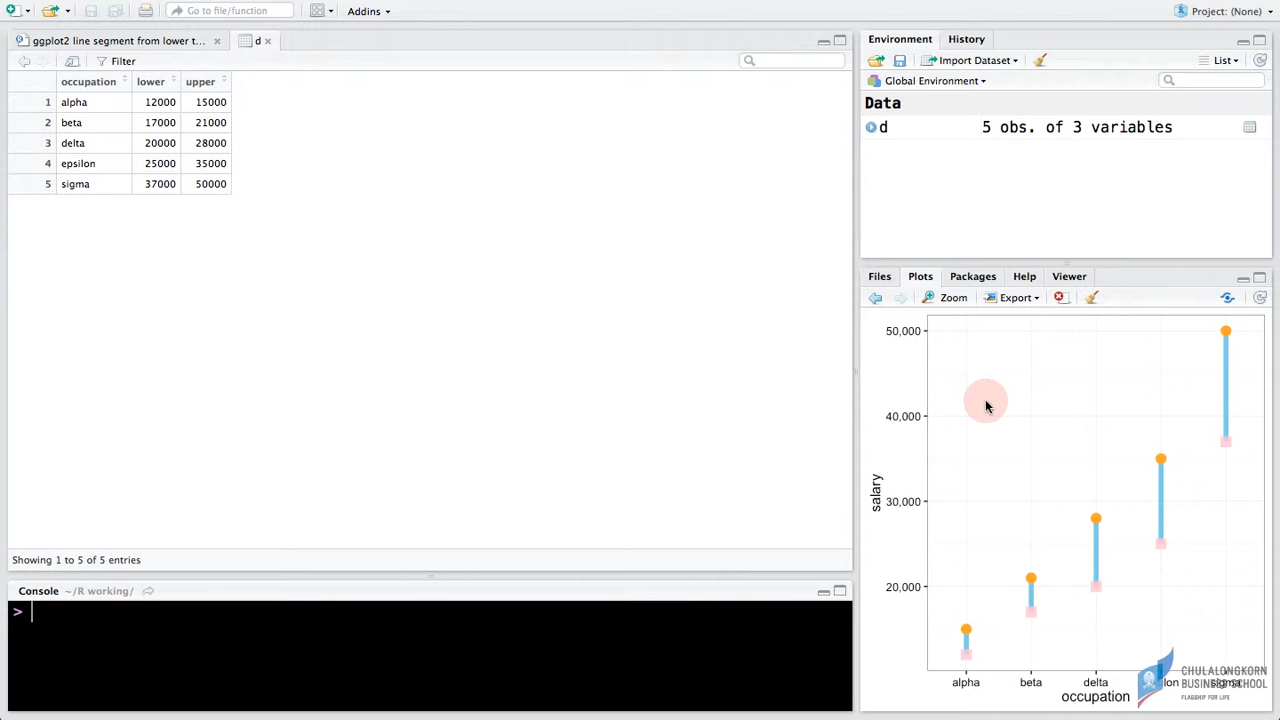 Go to file/function
Addins
Project: (None)
ggplot2 line segment from lower t...
d
Filter
occupation lower upper
1 alpha 12000 15000
2 beta 17000 21000
3 delta 20000 28000
4 epsilon 25000 35000
5 sigma 37000 50000
Showing 1 to 5 of 5 entries
Console ~/R working/
>
Environment History
Import Dataset List
Global Environment
Data
d 5 obs. of 3 variables
Files Plots Packages Help Viewer
Zoom Export
50,000
40,000
30,000
20,000
salary
alpha beta delta
occupation
CHULALONGKORN
BUSINESS SCHOOL
FLAGSHIP FOR LIFE